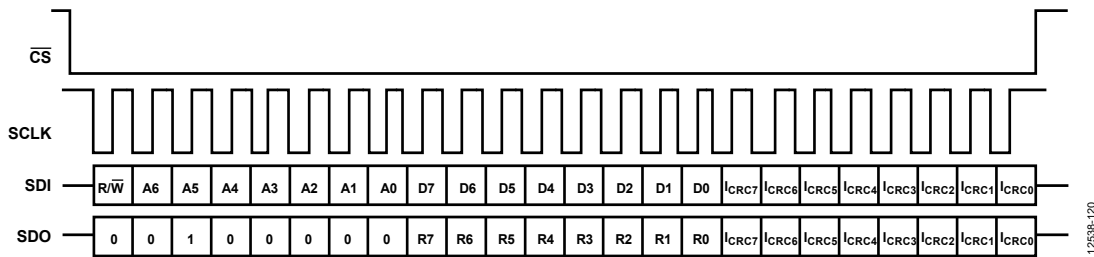 C̅S̅
SCLK
SDI R/W̅ A6 A5 A4 A3 A2 A1 A0 D7 D6 D5 D4 D3 D2 D1 D0 ICRC7 ICRC6 ICRC5 ICRC4 ICRC3 ICRC2 ICRC1 ICRC0
SDO 0 0 1 0 0 0 0 0 R7 R6 R5 R4 R3 R2 R1 R0 ICRC7 ICRC6 ICRC5 ICRC4 ICRC3 ICRC2 ICRC1 ICRC0
12538-120